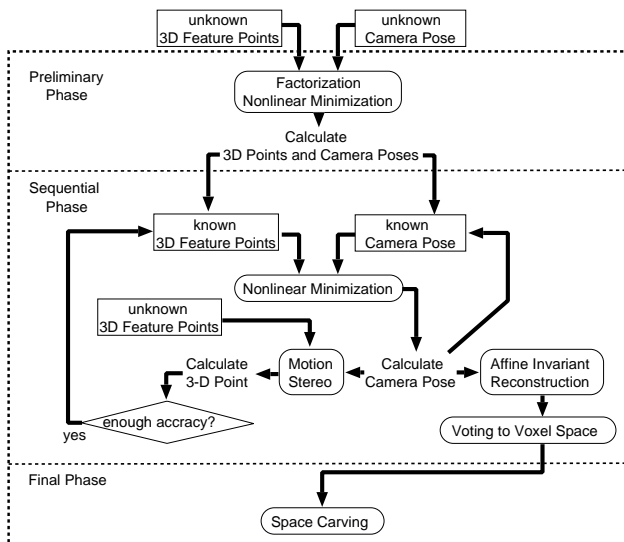 unknown
3D Feature Points
unknown
Camera Pose
Preliminary
Phase
Factorization
Nonlinear Minimization
Calculate
3D Points and Camera Poses
Sequential
Phase
known
3D Feature Points
known
Camera Pose
Nonlinear Minimization
unknown
3D Feature Points
Calculate
3-D Point
Motion
Stereo
Calculate
Camera Pose
Affine Invariant
Reconstruction
enough accracy?
yes
Voting to Voxel Space
Final Phase
Space Carving